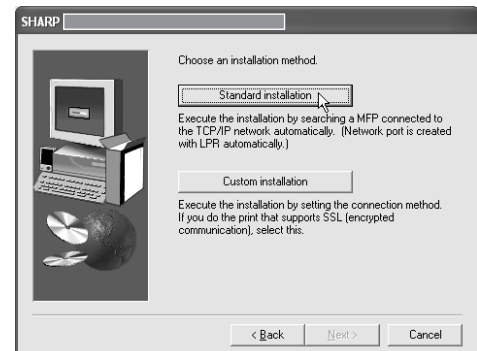 SHARP
Choose an installation method.
Standard installation
Execute the installation by searching a MFP connected to
the TCP/IP network automatically. (Network port is created
with LPR automatically.)
Custom installation
Execute the installation by setting the connection method.
If you do the print that supports SSL (encrypted
communication), select this.
< Back
Next >
Cancel